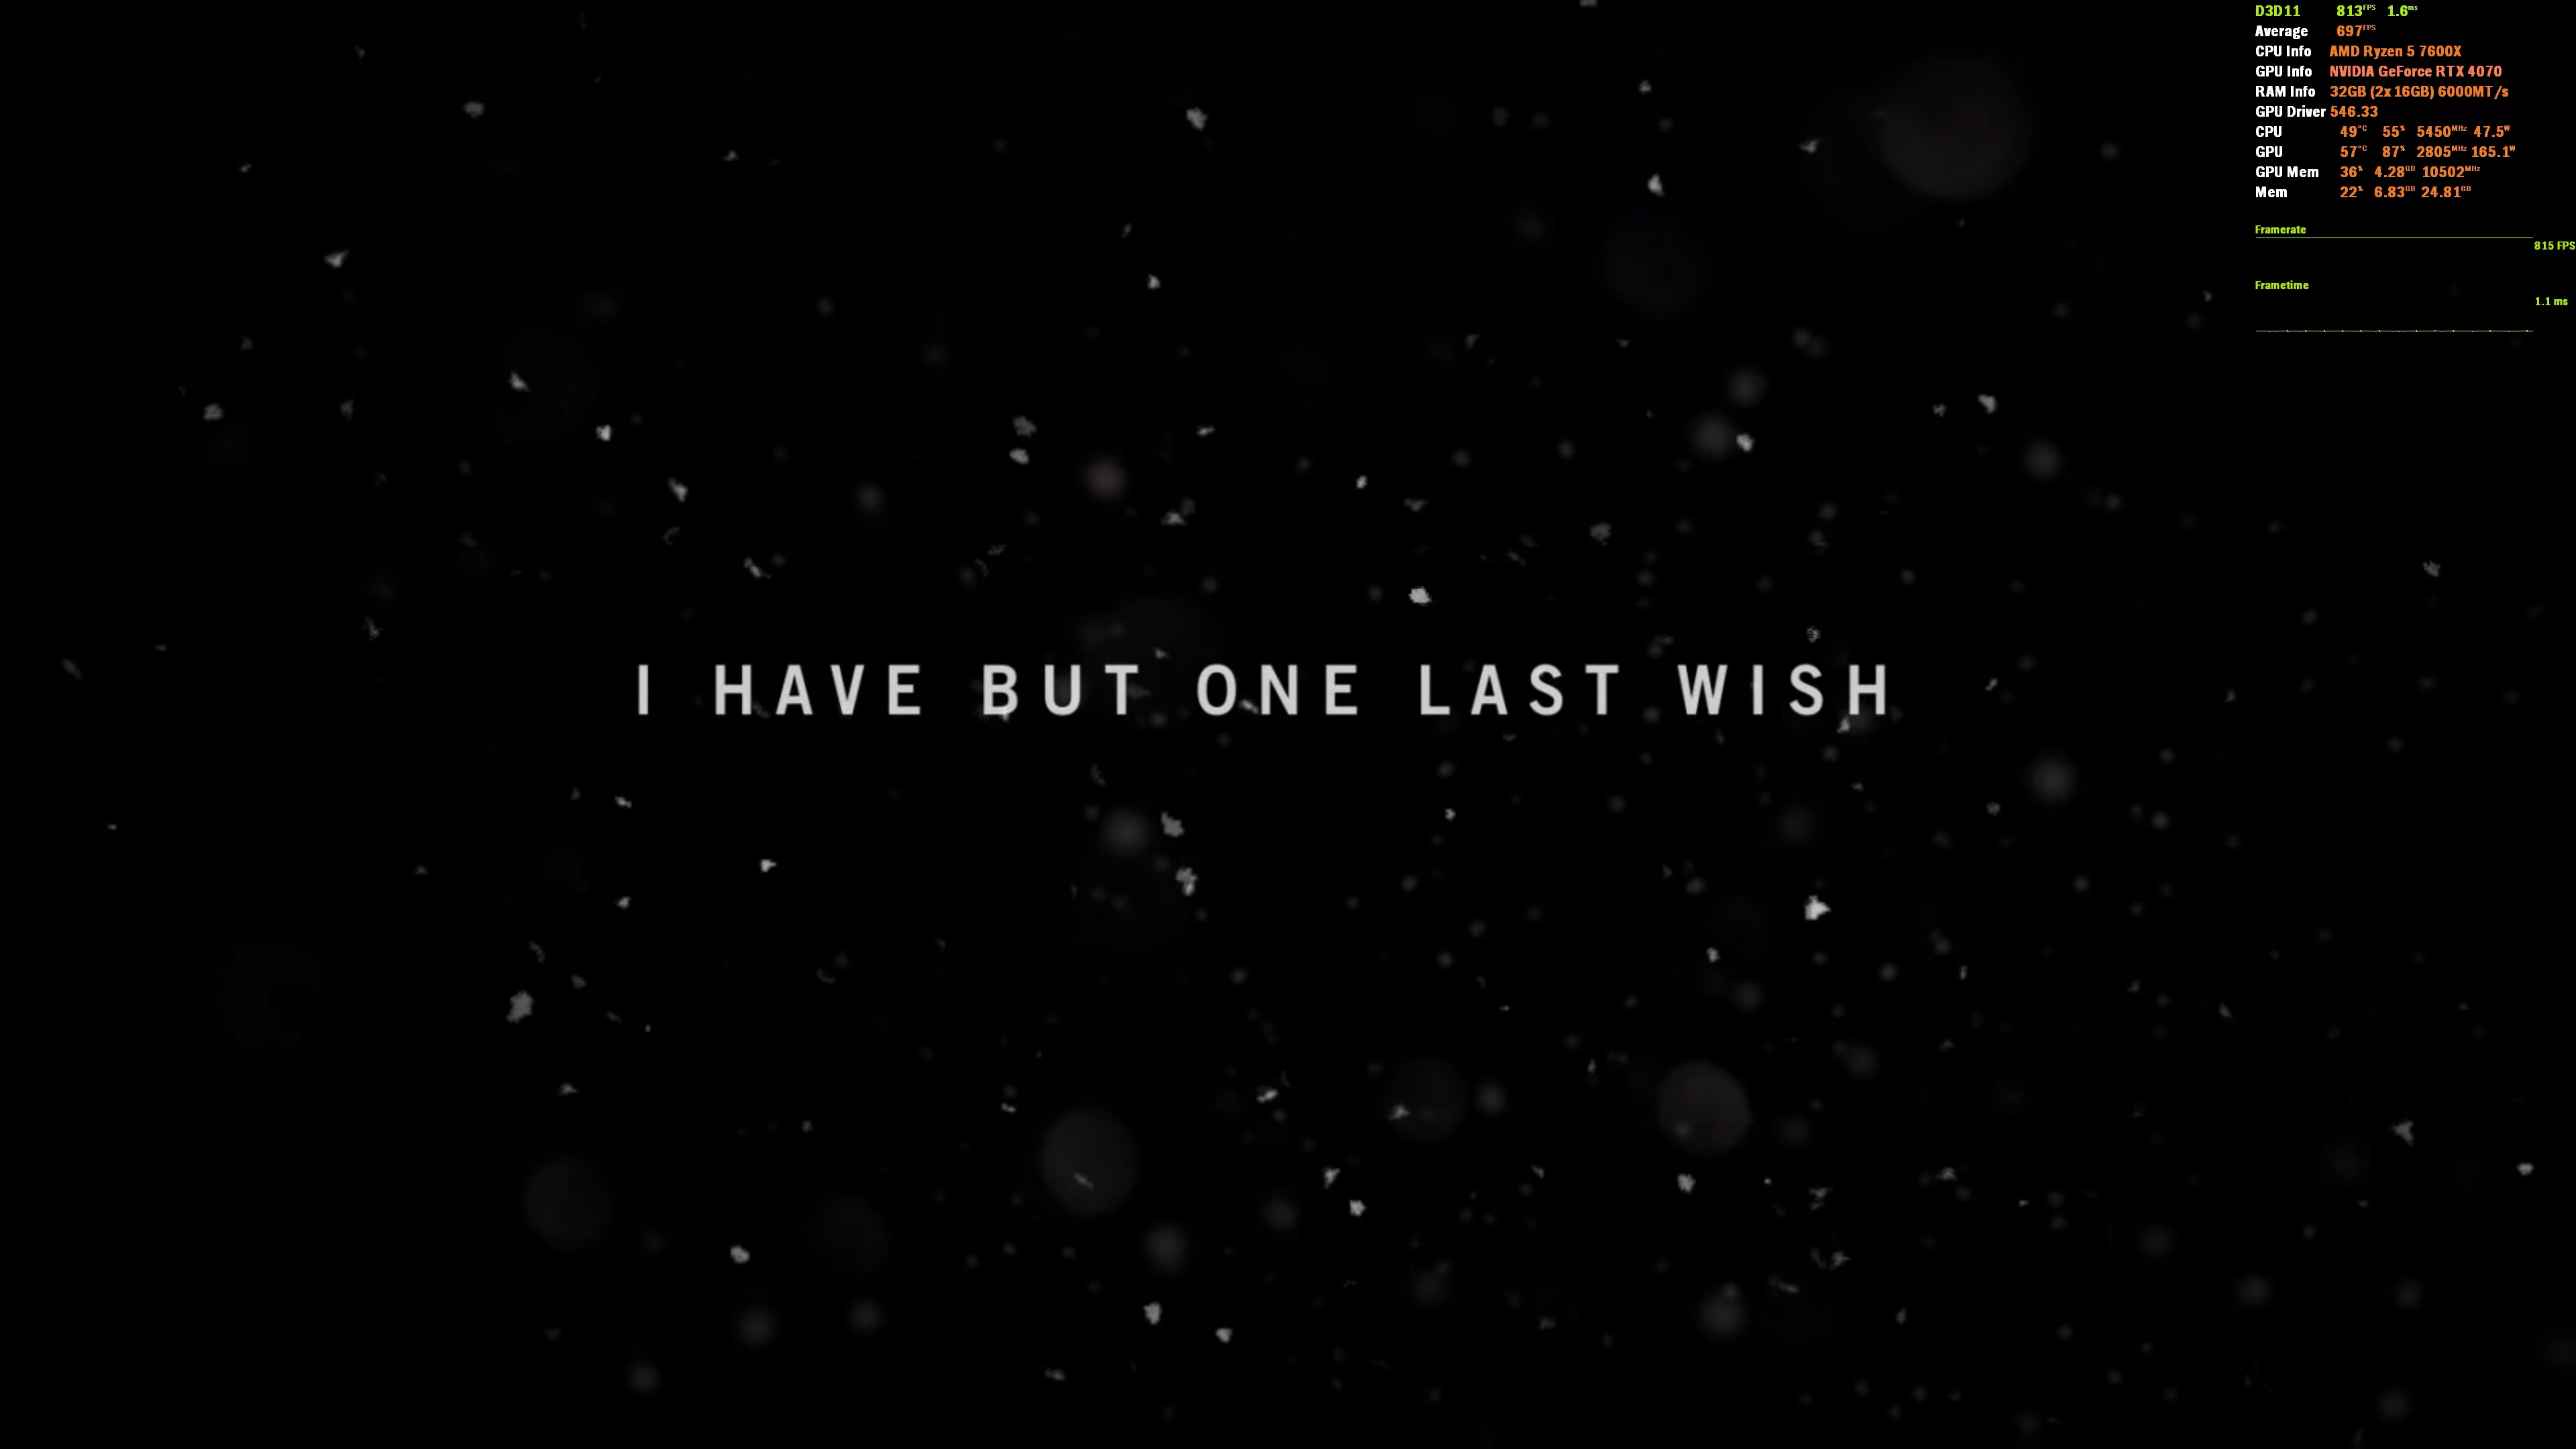 D3D11 813FPS 1.6ms
Average 697FPS
CPU Info AMD Ryzen 5 7600X
GPU Info NVIDIA GeForce RTX 4070
RAM Info 32GB (2x 16GB) 6000MT/s
GPU Driver 546.33
CPU 49°C 55% 5450MHz 47.5W
GPU 57°C 87% 2805MHz 165.1W
GPU Mem 36% 4.28GB 10502MHz
Mem 22% 6.83GB 24.81GB
Framerate
815 FPS
Frametime
1.1 ms
I HAVE BUT ONE LAST WISH